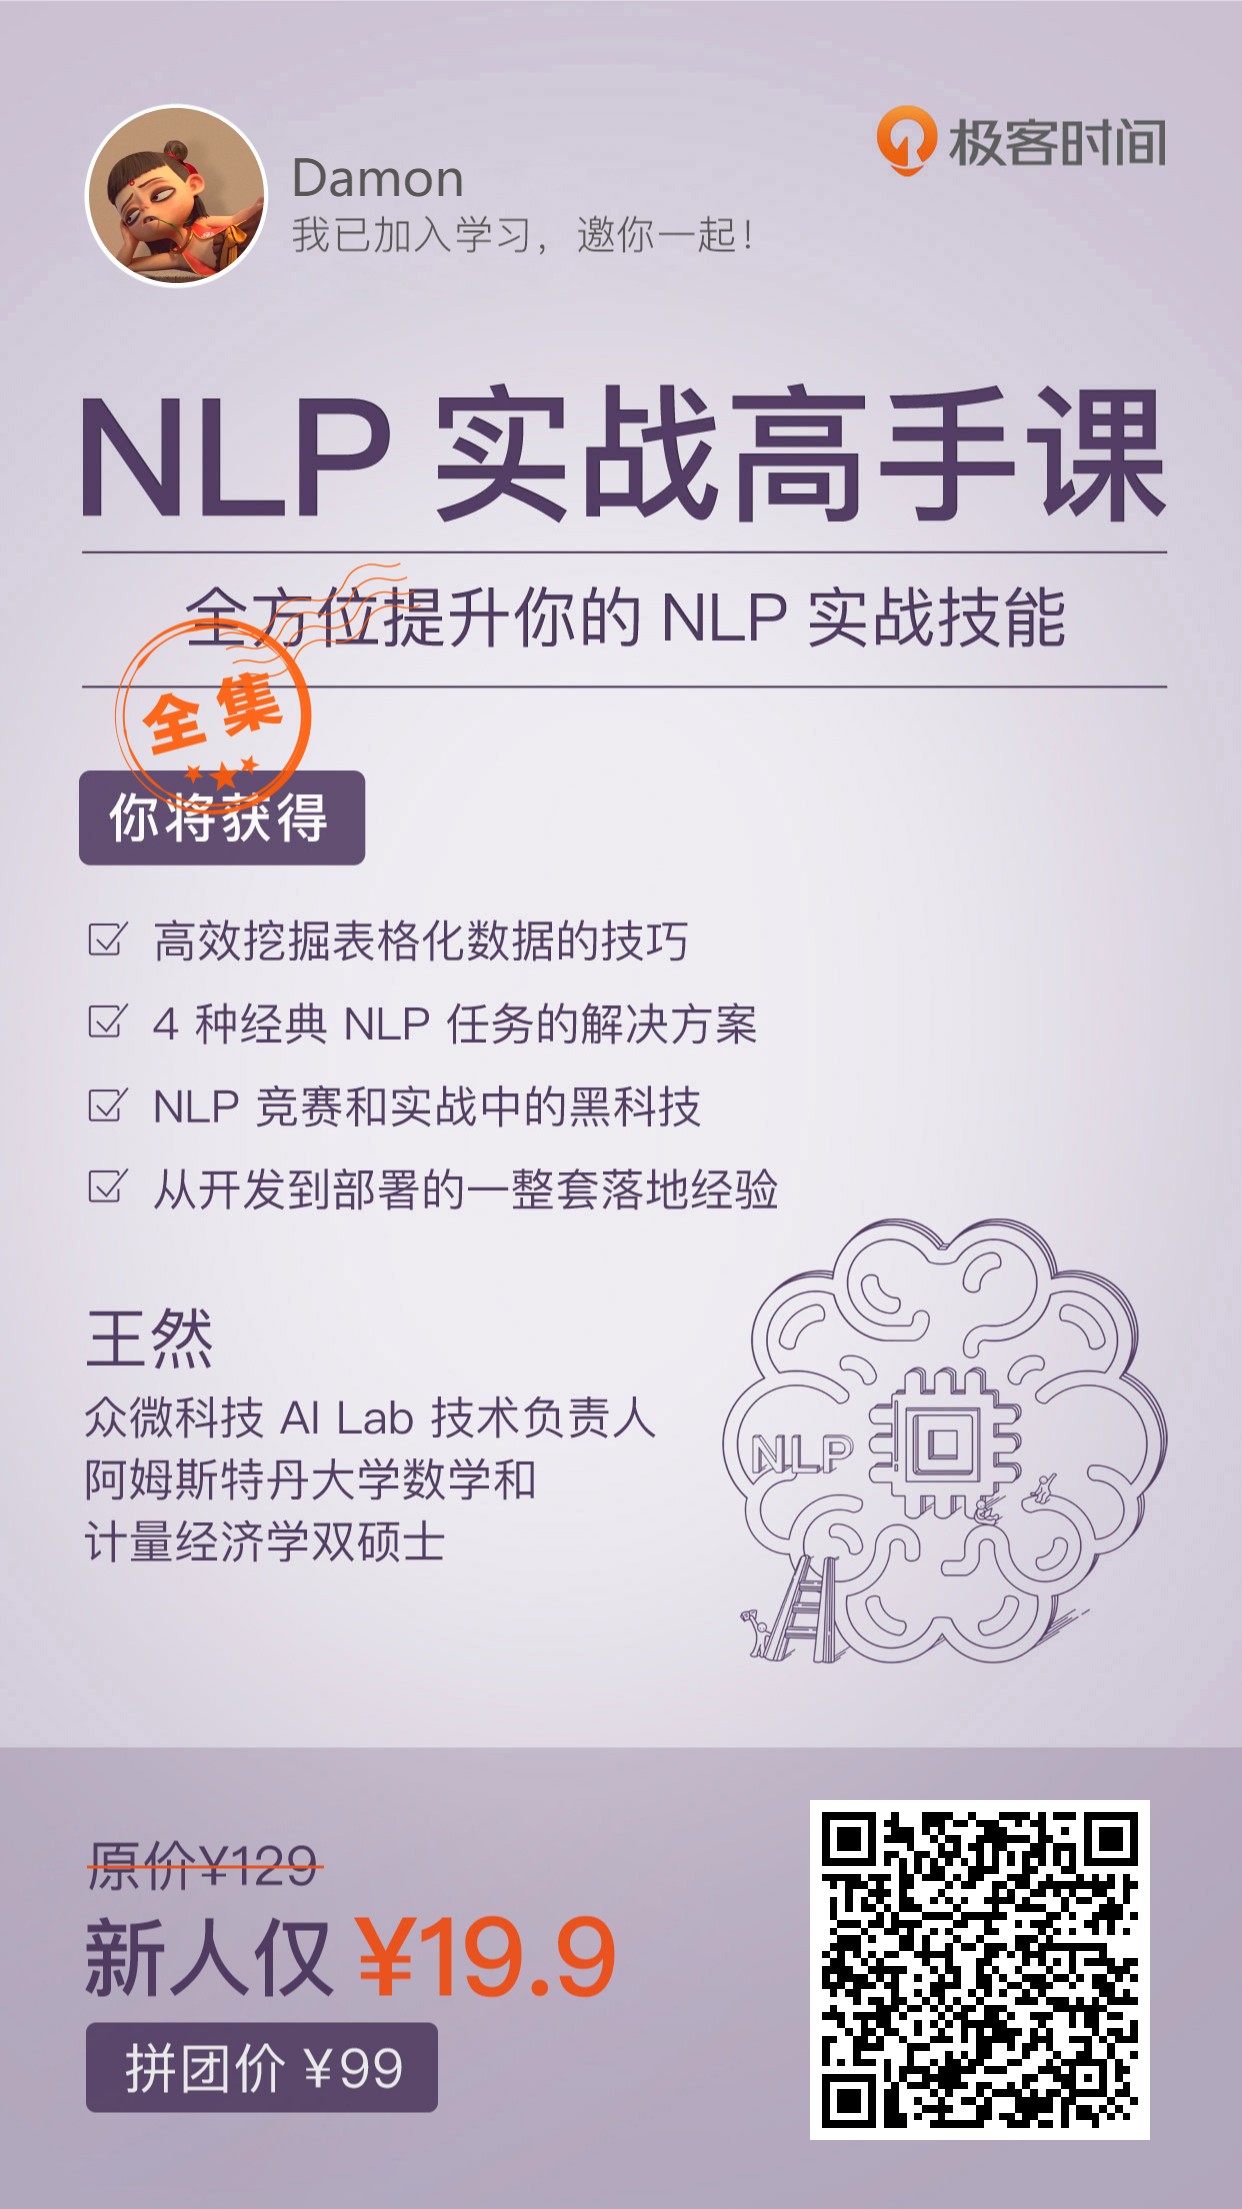 极客时间
Damon
我已加入学习，邀你一起！
NLP 实战高手课
全方位提升你的 NLP 实战技能
全集
你将获得
高效挖掘表格化数据的技巧
4 种经典 NLP 任务的解决方案
NLP 竞赛和实战中的黑科技
从开发到部署的一整套落地经验
王然
众微科技 AI Lab 技术负责人
阿姆斯特丹大学数学和
计量经济学双硕士
NLP
原价¥129
新人仅 ¥19.9
拼团价 ¥99